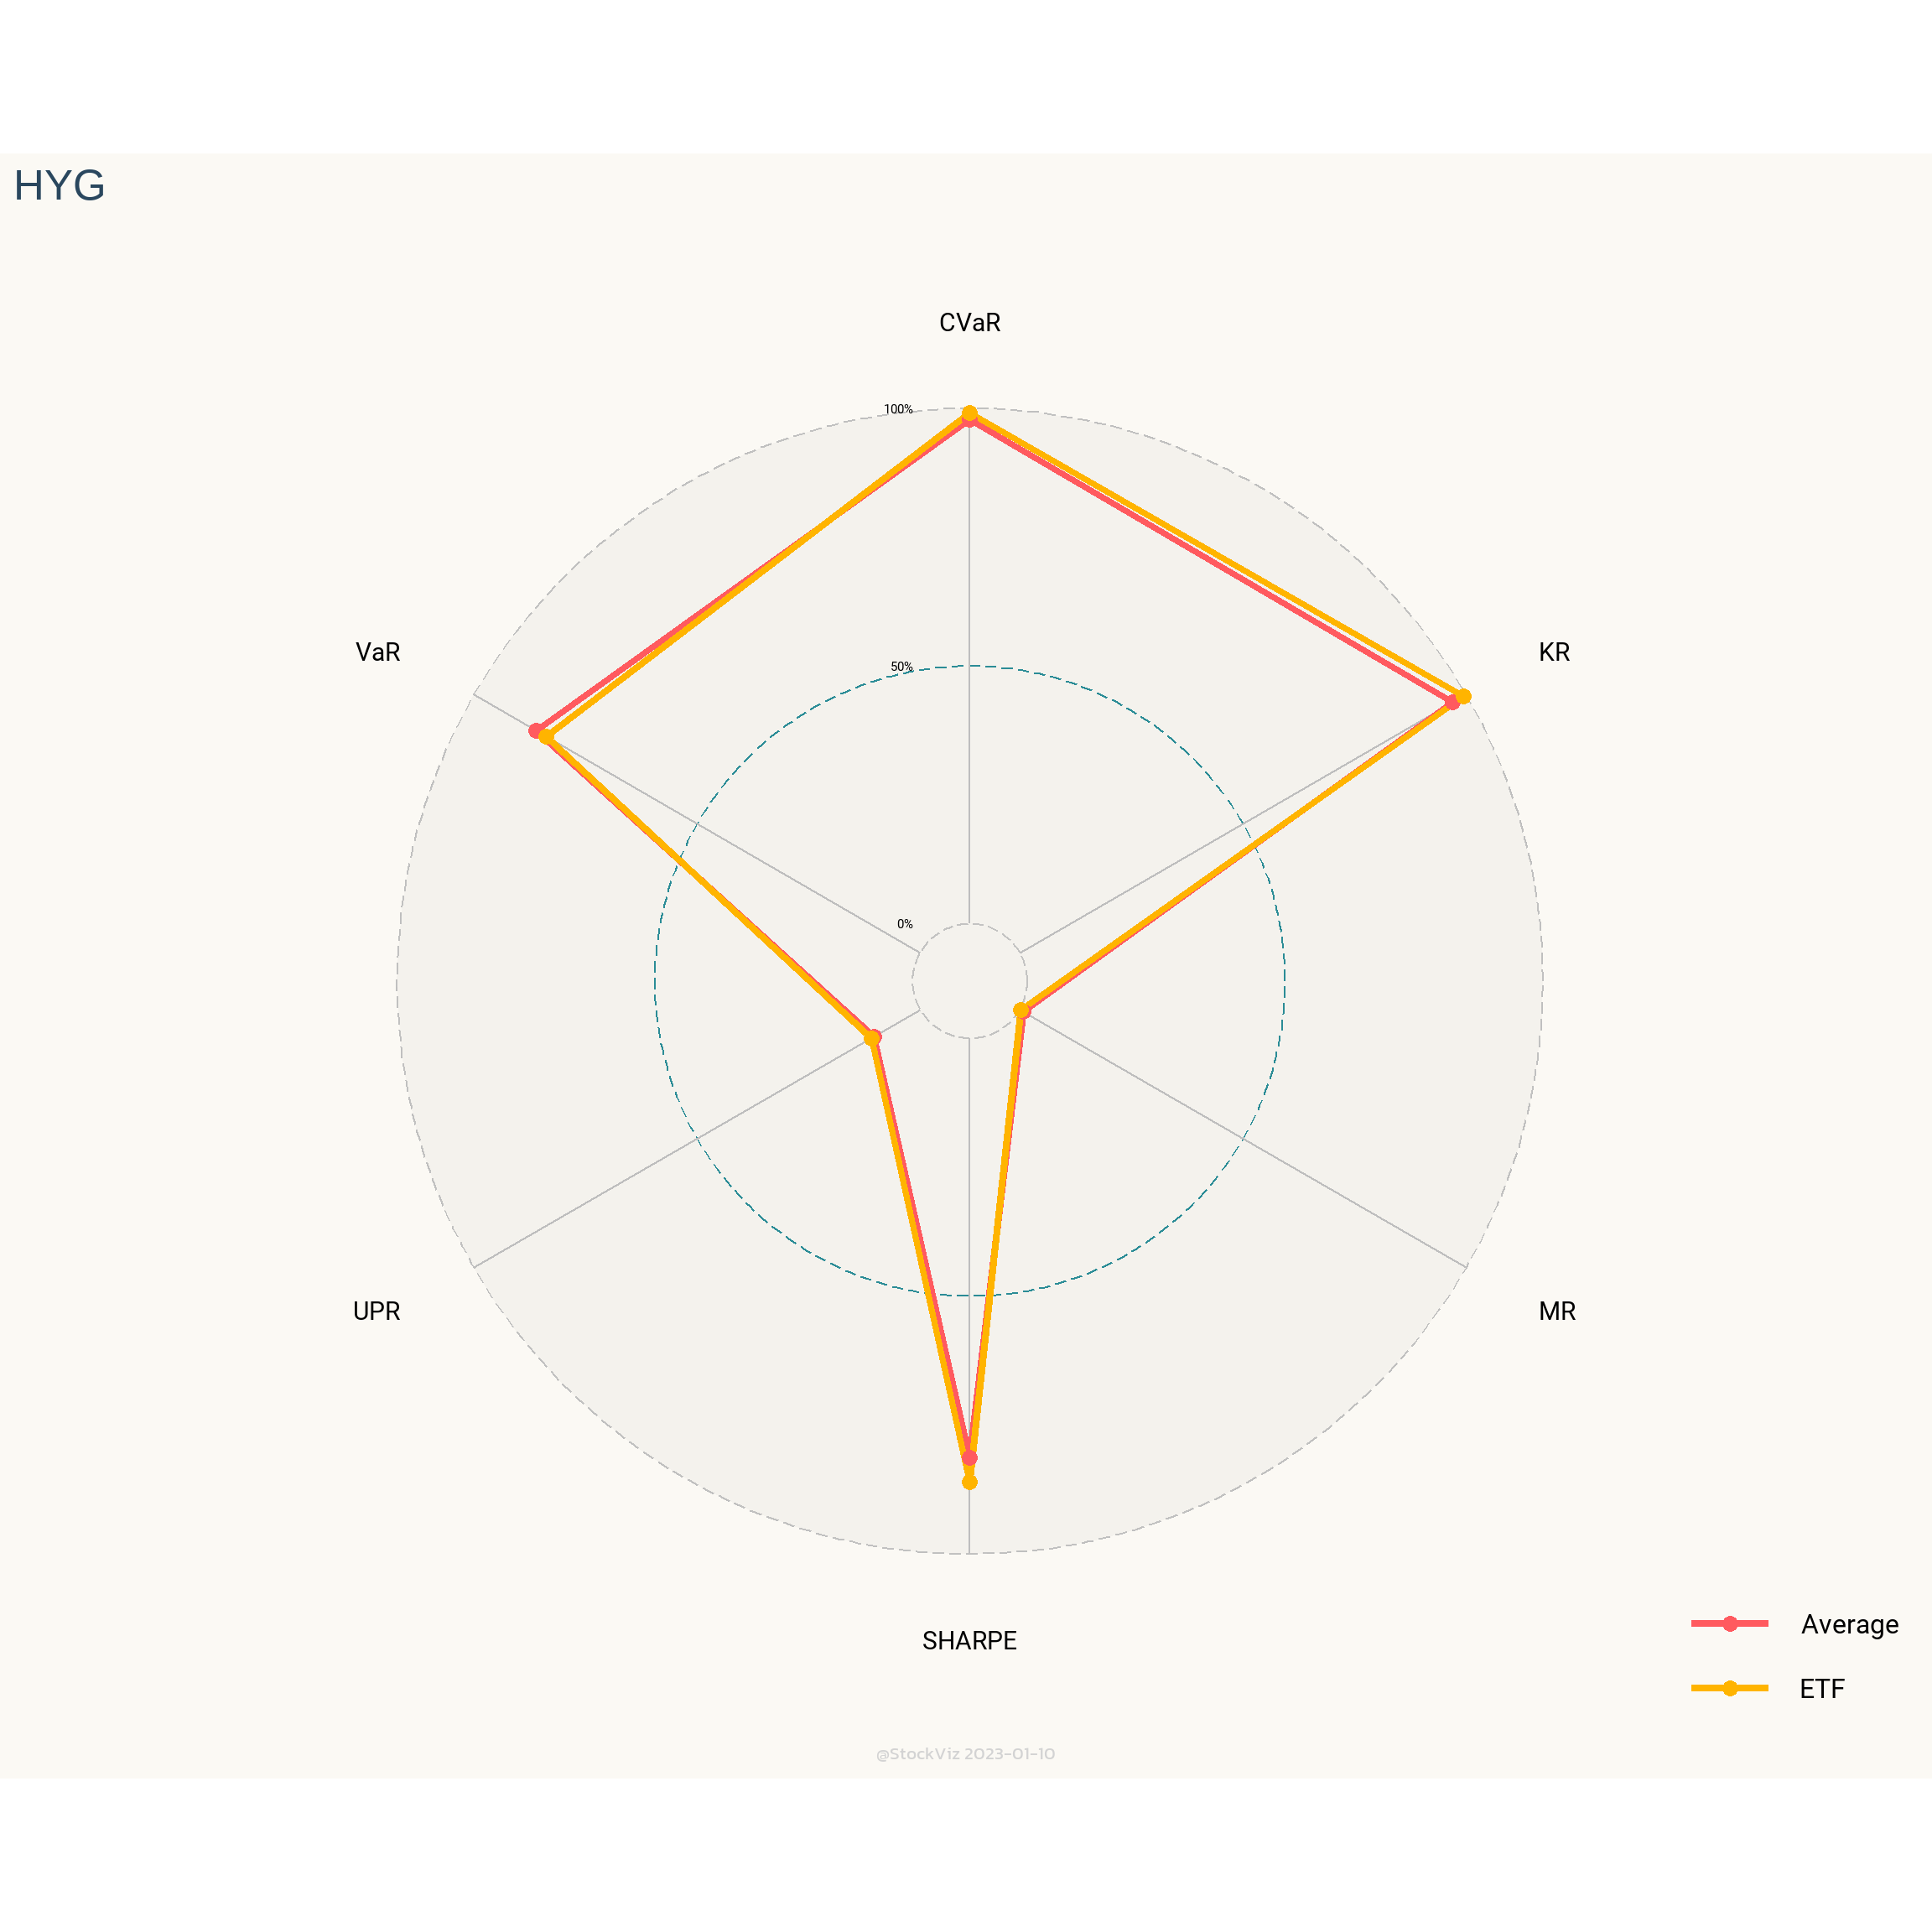 HYG
CVaR
100%
VaR
KR
50%
0%
UPR
MR
SHARPE
Average
ETF
@StockViz 2023-01-10